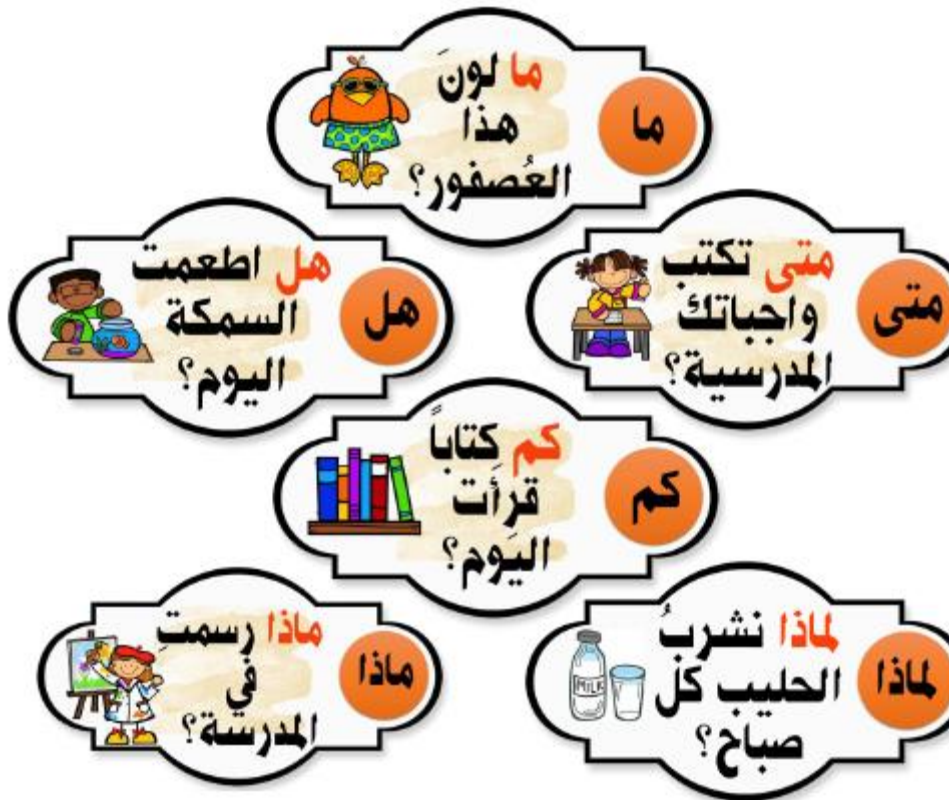 ما
ما لونَ
هذا
العُصفور؟
متى
متى تكتب
واجباتك
المدرسية؟
هل
هل اطعمت
السمكة
اليوم؟
كم
كم كِتاباً
قرأت
اليَوم؟
لماذا
لماذا نشربُ
الحليب كل
صباح؟
MILK
ماذا
ماذا رسمتِ
في
المدرسة؟